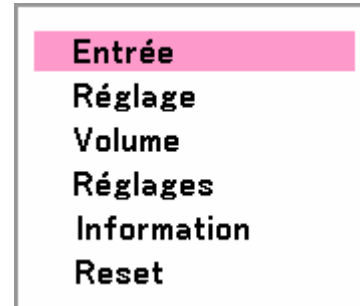 Entrée
Réglage
Volume
Réglages
Information
Reset